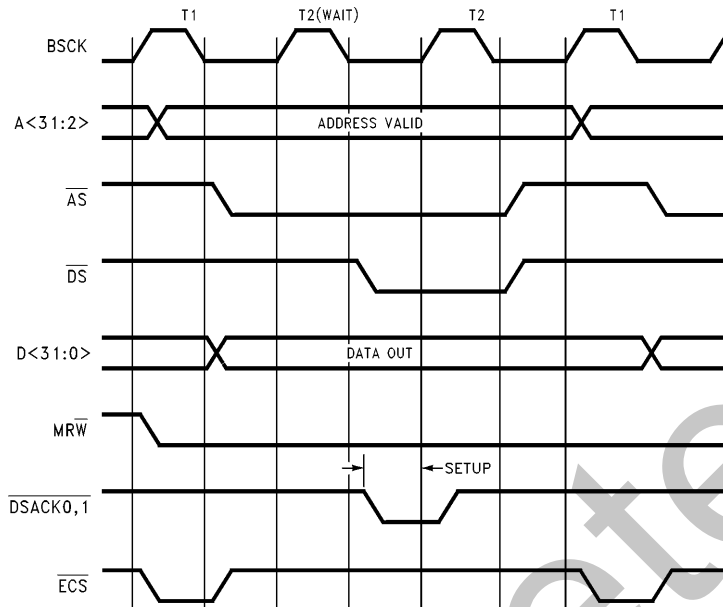 T1 T2(WAIT) T2 T1
BSCK
A<31:2> ADDRESS VALID
AS
DS
D<31:0> DATA OUT
MRW
SETUP
DSACK0,1
ECS